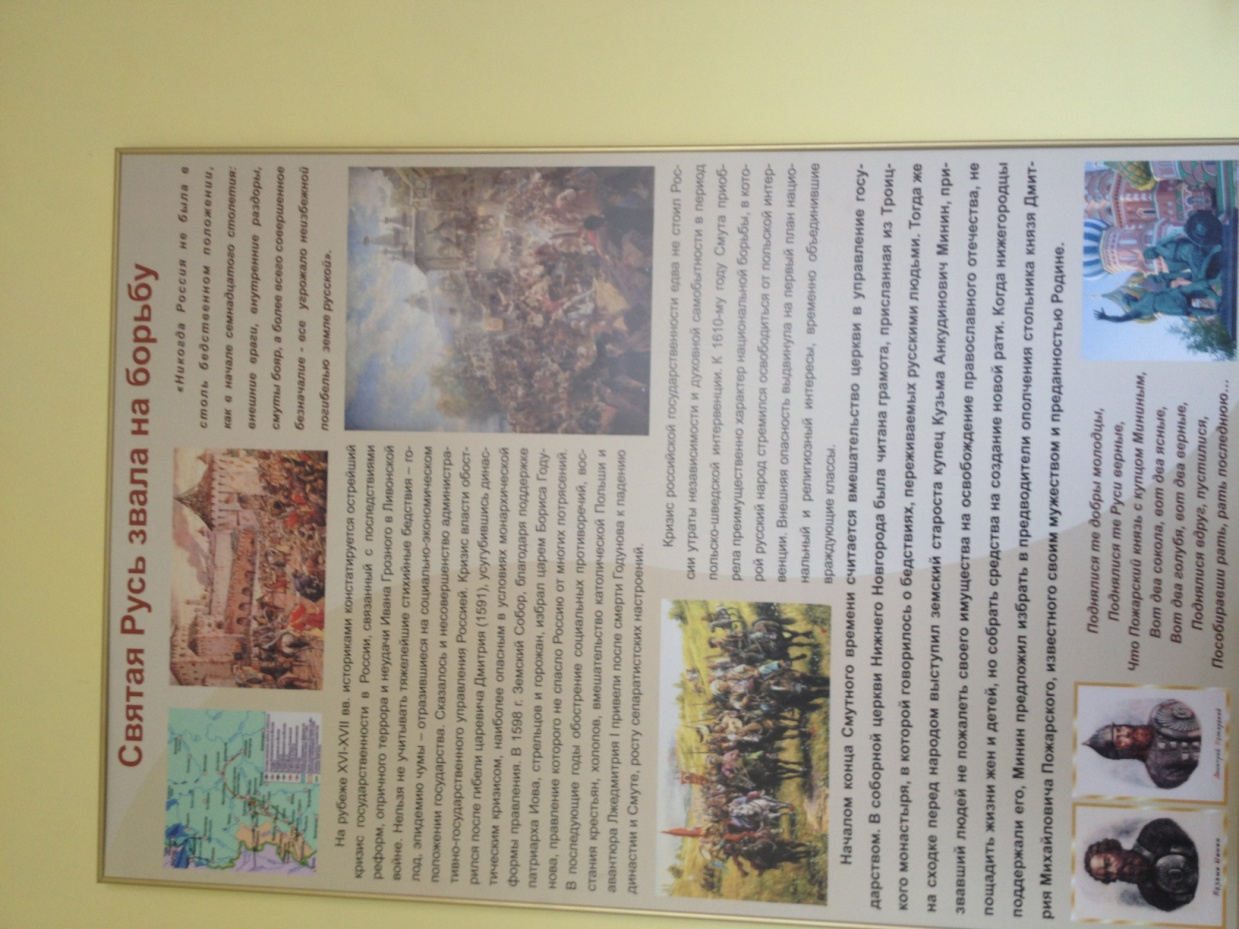 Святая Русь звала на борьбу
«Никогда Россия не была в
столь бедственном положении,
как в начале семнадцатого столетия:
внешние враги, внутренние раздоры,
смуты бояр, а более всего совершенное
безначалие - все угрожало неизбежной
погибелью земле русской».
На рубеже XVI-XVII вв. историками констатируется острейший
кризис государственности в России, связанный с последствиями
реформ, опричного террора и неудачи Ивана Грозного в Ливонской
войне. Нельзя не учитывать тяжелейшие стихийные бедствия – го-
лод, эпидемию чумы – отразившиеся на социально-экономическом
положении государства. Сказалось и несовершенство администра-
тивно-государственного управления Россией. Кризис власти обост-
рился после гибели царевича Дмитрия (1591), усугубившись динас-
тическим кризисом, наиболее опасным в условиях монархической
формы правления. В 1598 г. Земский Собор, благодаря поддержке
патриарха Иова, стрельцов и горожан, избрал царем Бориса Году-
нова, правление которого не спасло Россию от многих потрясений.
В последующие годы обострение социальных противоречий, вос-
стания крестьян, холопов, вмешательство католической Польши и
авантюра Лжедмитрия I привели после смерти Годунова к падению
династии и Смуте, росту сепаратистских настроений.
Кризис российской государственности едва не стоил Рос-
сии утраты независимости и духовной самобытности в период
польско-шведской интервенции. К 1610-му году Смута приоб-
рела преимущественно характер национальной борьбы, в кото-
рой русский народ стремился освободиться от польской интер-
венции. Внешняя опасность выдвинула на первый план нацио-
нальный и религиозный интересы, временно объединившие
враждующие классы.
Началом конца Смутного времени считается вмешательство церкви в управление госу-
дарством. В соборной церкви Нижнего Новгорода была читана грамота, присланная из Троиц-
кого монастыря, в которой говорилось о бедствиях, переживаемых русскими людьми. Тогда же
на сходке перед народом выступил земский староста купец Кузьма Анкудинович Минин, при-
звавший людей не пожалеть своего имущества на освобождение православного отечества, не
пощадить жизни жен и детей, но собрать средства на создание новой рати. Когда нижегородцы
поддержали его, Минин предложил избрать в предводители ополчения стольника князя Дмит-
рия Михайловича Пожарского, известного своим мужеством и преданностью Родине.
Поднялися те добры молодцы,
Поднялися те Руси верные,
Что Пожарский князь с купцом Мининым,
Вот два сокола, вот два ясные,
Вот два голубя, вот два верные,
Поднялися вдруг, пустилися,
Пособиравши рать, рать последнюю…